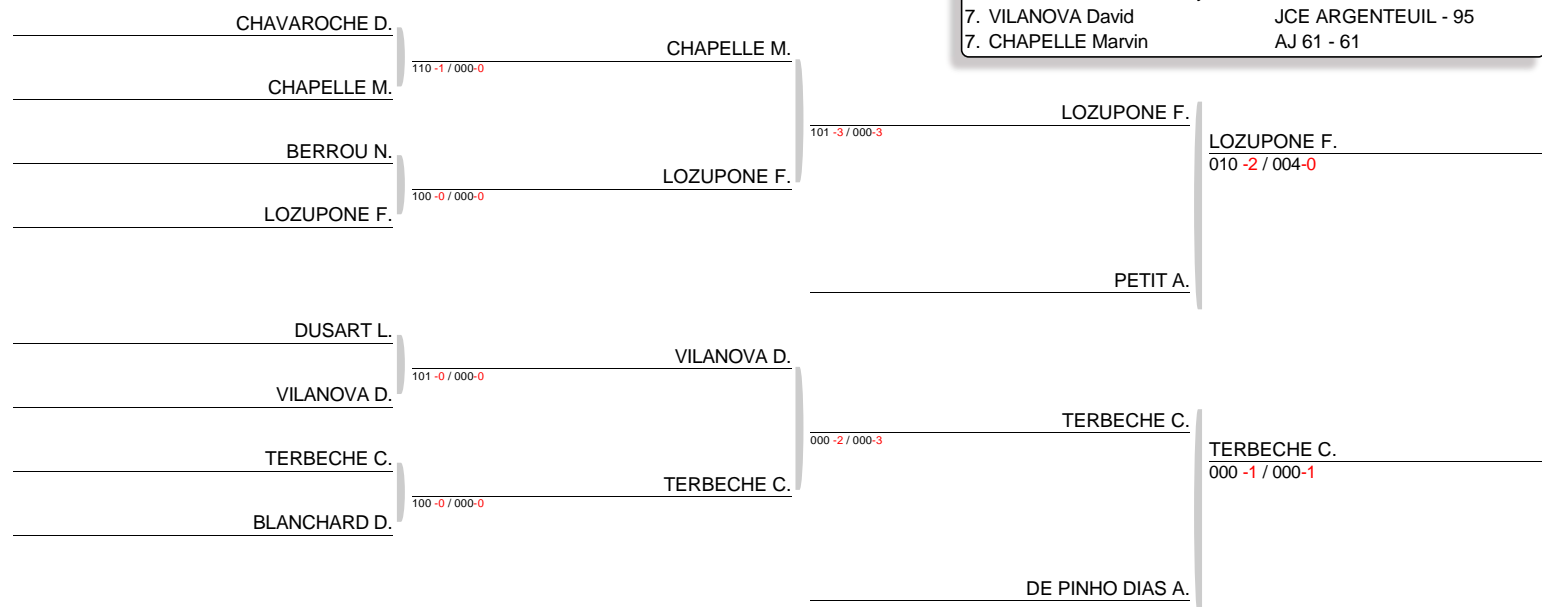 7. VILANOVA David JCE ARGENTEUIL - 95
7. CHAPELLE Marvin AJ 61 - 61
CHAVAROCHE D.
CHAPELLE M.
110 -1 / 000-0
CHAPELLE M.
BERROU N.
LOZUPONE F.
100 -0 / 000-0
LOZUPONE F.
101 -3 / 000-3
LOZUPONE F.
PETIT A.
LOZUPONE F.
010 -2 / 004-0
DUSART L.
VILANOVA D.
101 -0 / 000-0
VILANOVA D.
TERBECHE C.
BLANCHARD D.
100 -0 / 000-0
TERBECHE C.
000 -2 / 000-3
TERBECHE C.
DE PINHO DIAS A.
TERBECHE C.
000 -1 / 000-1